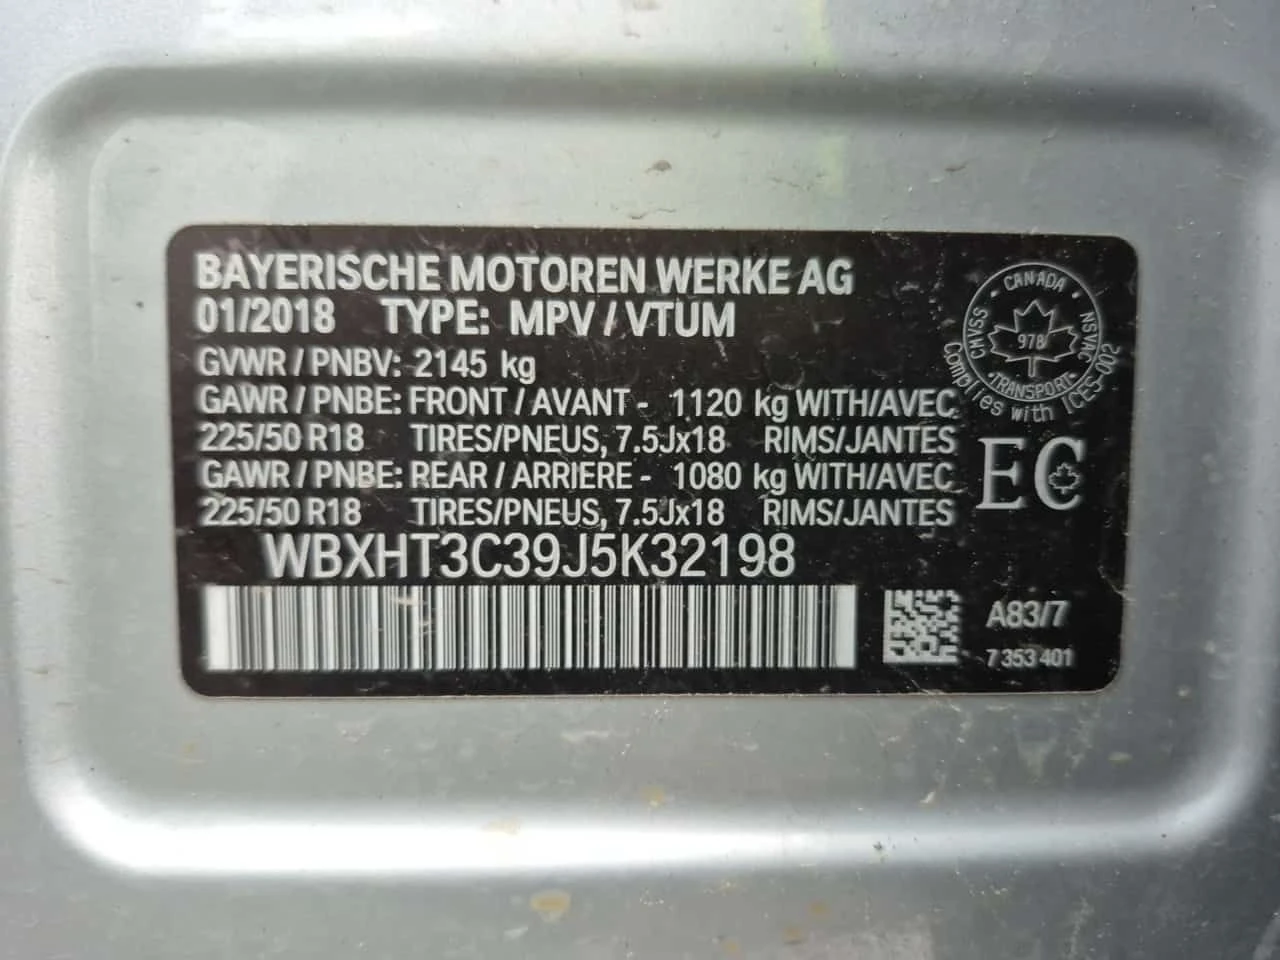 BAYERISCHE MOTOREN WERKE AG
01/2018 TYPE: MPV / VTUM
GVWR / PNBV: 2145 kg
GAWR / PNBE: FRONT / AVANT - 1120 kg WITH/AVEC
225/50 R18 TIRES/PNEUS, 7.5Jx18 RIMS/JANTES
GAWR / PNBE: REAR / ARRIERE - 1080 kg WITH/AVEC
225/50 R18 TIRES/PNEUS, 7.5Jx18 RIMS/JANTES
WBXHT3C39J5K32198
CANADA
CMVSS
NSVAC
978
TRANSPORT
Complies with ICES-002
EC
A83/7
7 353 401